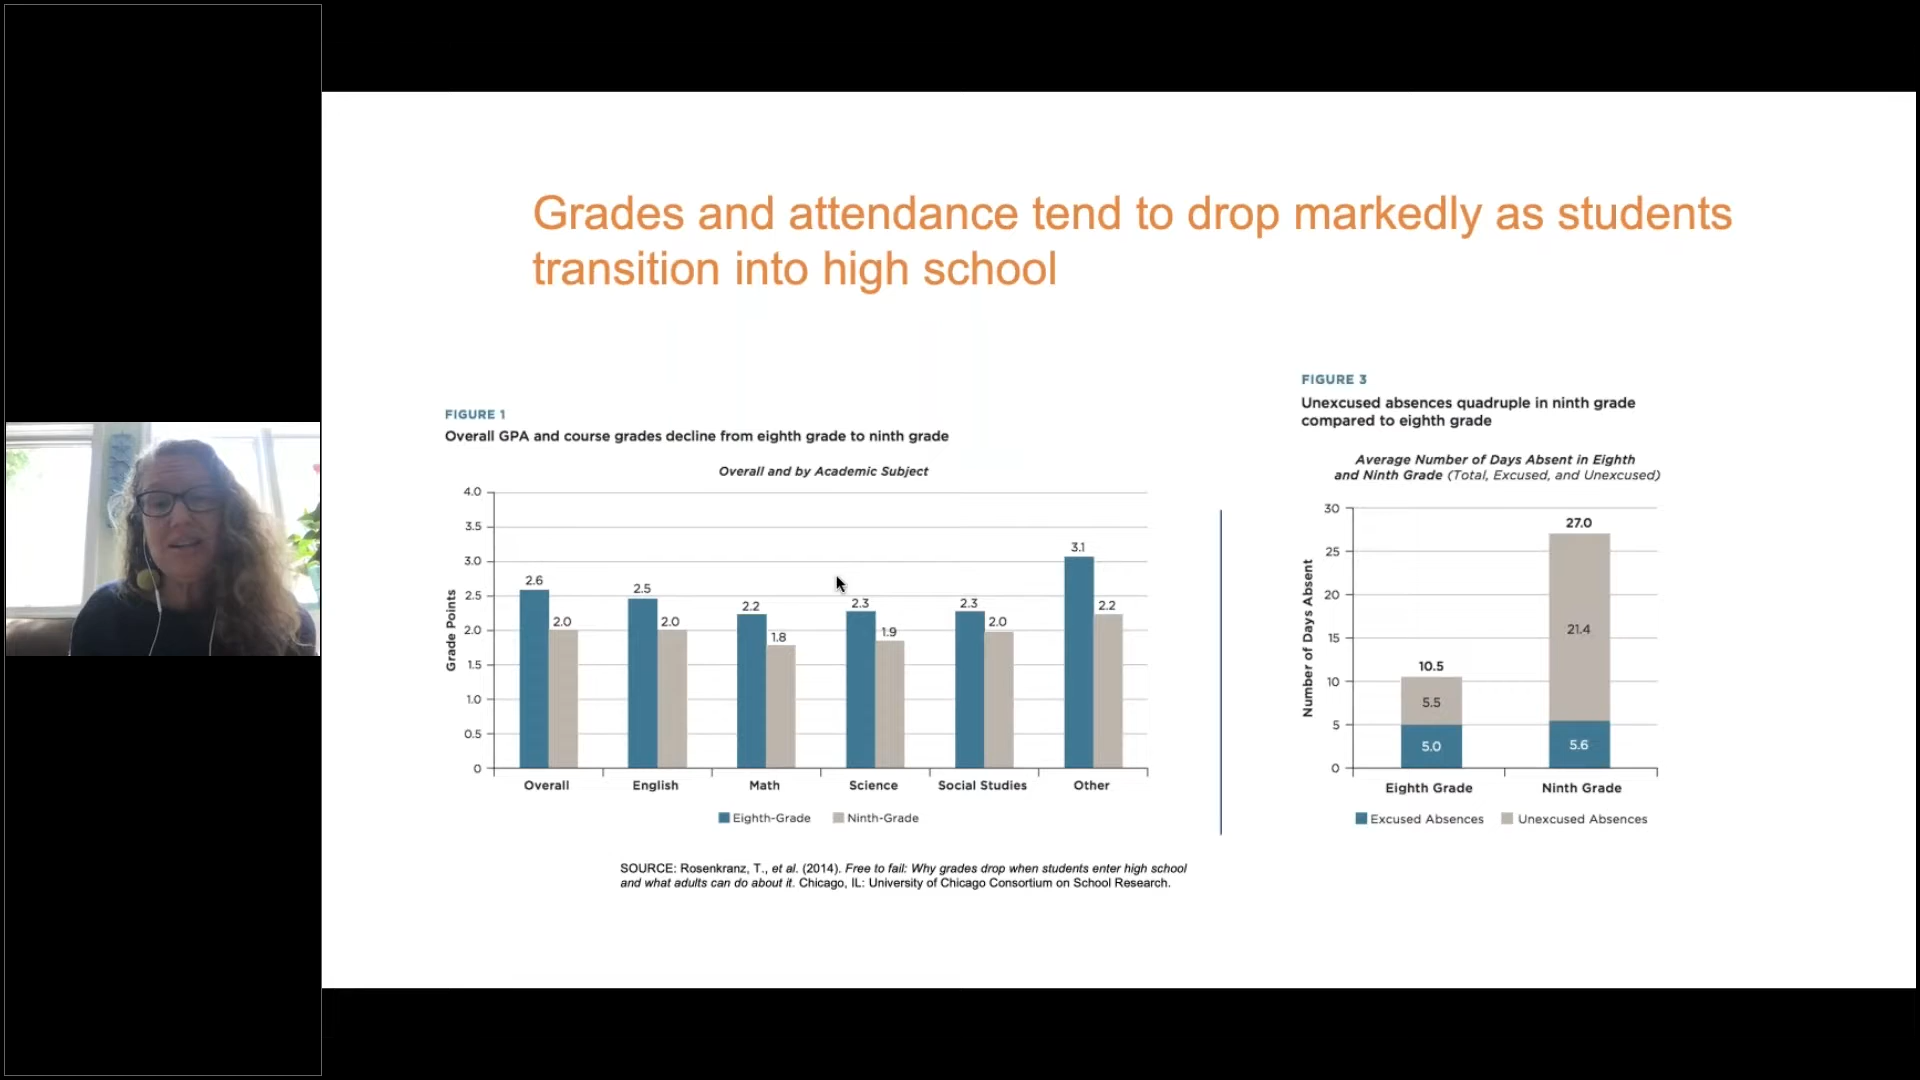 Grades and attendance tend to drop markedly as students
transition into high school
FIGURE 1
Overall GPA and course grades decline from eighth grade to ninth grade
Overall and by Academic Subject
Grade Points
4.0
3.5
3.0
2.5
2.0
1.5
1.0
0.5
0
2.6
2.0
2.5
2.0
2.2
1.8
2.3
1.9
2.3
2.0
3.1
2.2
Overall
English
Math
Science
Social Studies
Other
Eighth-Grade
Ninth-Grade
SOURCE: Rosenkranz, T., et al. (2014). Free to fail: Why grades drop when students enter high school
and what adults can do about it. Chicago, IL: University of Chicago Consortium on School Research.
FIGURE 3
Unexcused absences quadruple in ninth grade
compared to eighth grade
Average Number of Days Absent in Eighth
and Ninth Grade (Total, Excused, and Unexcused)
Number of Days Absent
30
25
20
15
10
5
0
10.5
5.5
5.0
27.0
21.4
5.6
Eighth Grade
Ninth Grade
Excused Absences
Unexcused Absences